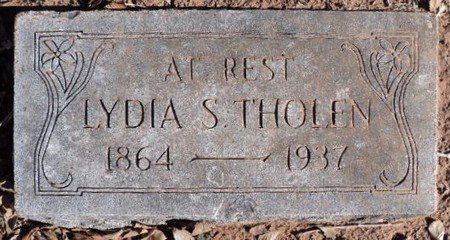 AT REST
LYDIA S. THOLEN
1864 — 1937